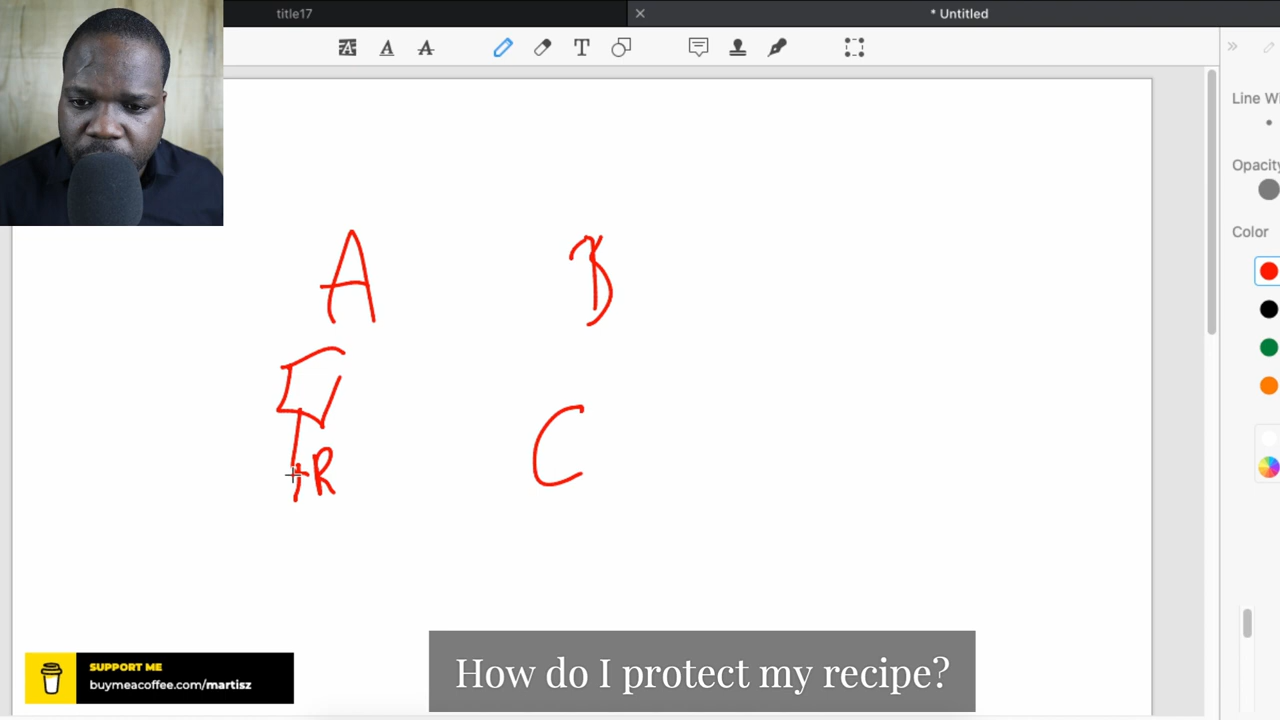 title17
* Untitled
A A A T
Line Wi
Opacity
Color
A B
C
R
SUPPORT ME
buymeacoffee.com/martisz
How do I protect my recipe?